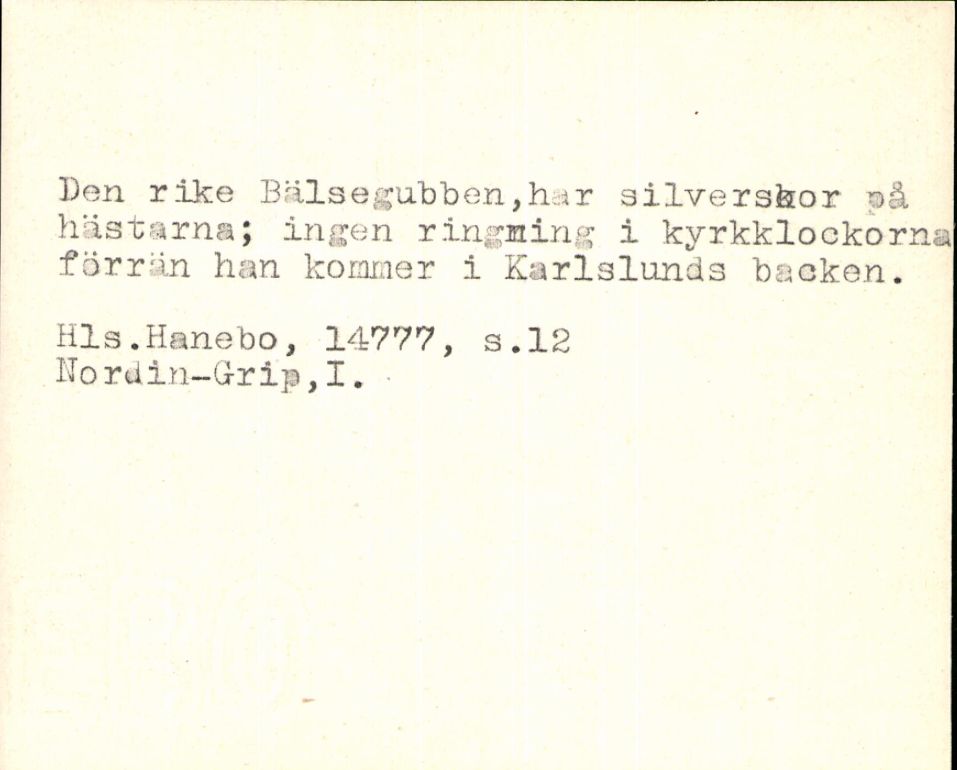 Den rike Bälsegubben,har silverskor på
hästarna; ingen ringning i kyrkklockorna
förrän han kommer i Karlslunds backen.
Hls.Hanebo, 14777, s.12
Nordin-Grip,I.